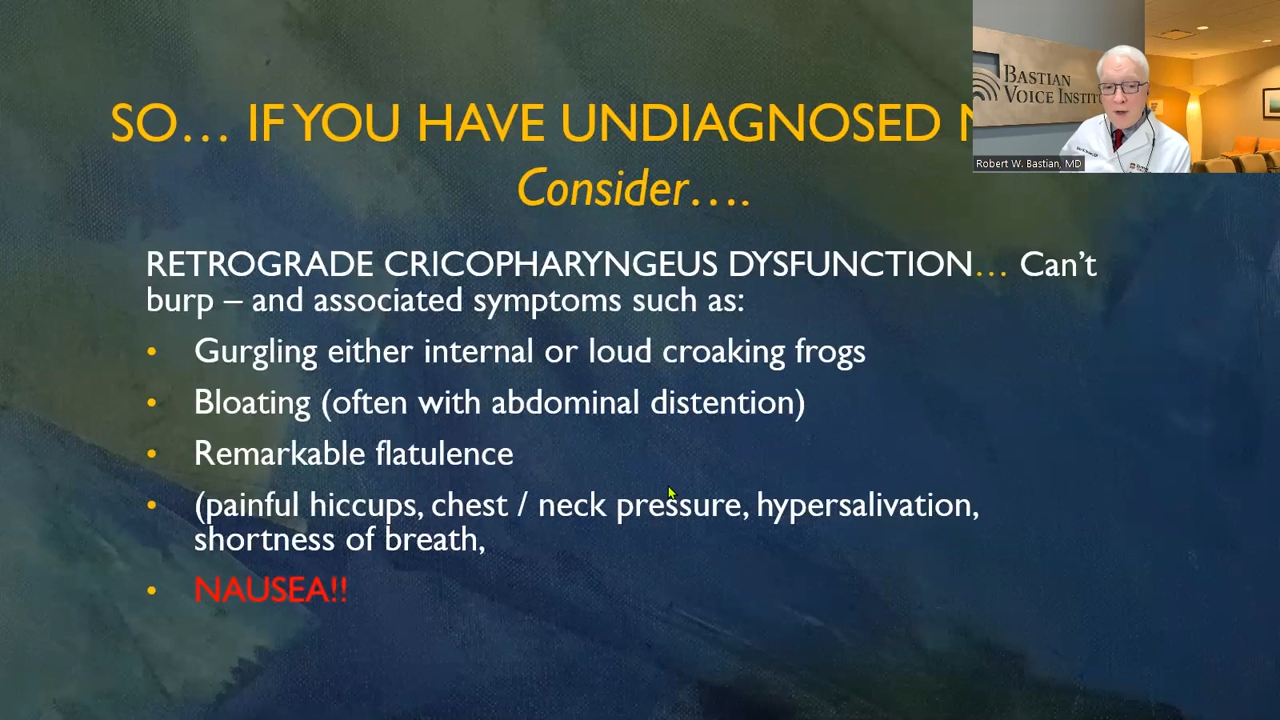 SO… IF YOU HAVE UNDIAGNOSED
Consider….
RETROGRADE CRICOPHARYNGEUS DYSFUNCTION… Can't
burp – and associated symptoms such as:
• Gurgling either internal or loud croaking frogs
• Bloating (often with abdominal distention)
• Remarkable flatulence
• (painful hiccups, chest / neck pressure, hypersalivation,
shortness of breath,
• NAUSEA!!
BASTIAN
VOICE
Robert W. Bastian, MD